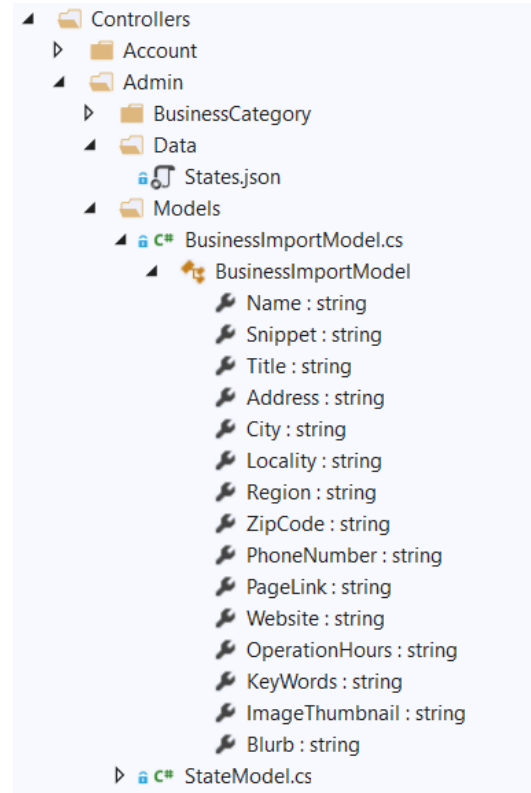 Controllers
Account
Admin
BusinessCategory
Data
States.json
Models
C# BusinessImportModel.cs
BusinessImportModel
Name : string
Snippet : string
Title : string
Address : string
City : string
Locality : string
Region : string
ZipCode : string
PhoneNumber : string
PageLink : string
Website : string
OperationHours : string
KeyWords : string
ImageThumbnail : string
Blurb : string
C# StateModel.cs